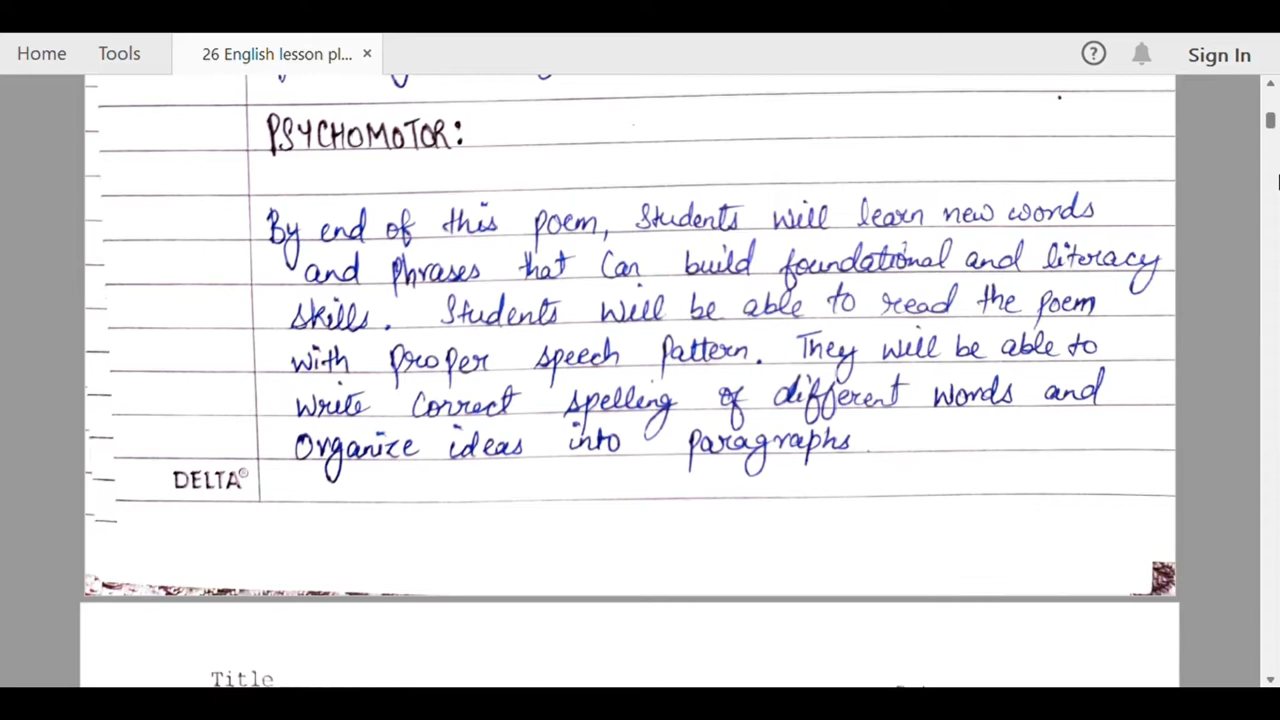 Home Tools 26 English lesson pl... × ? Sign In
PSYCHOMOTOR:
By end of this poem, Students will learn new words
and phrases that can build foundational and literacy
skills. Students will be able to read the poem
with proper speech pattern. They will be able to
write correct spelling of different words and
Organize ideas into paragraphs.
DELTA®
Title